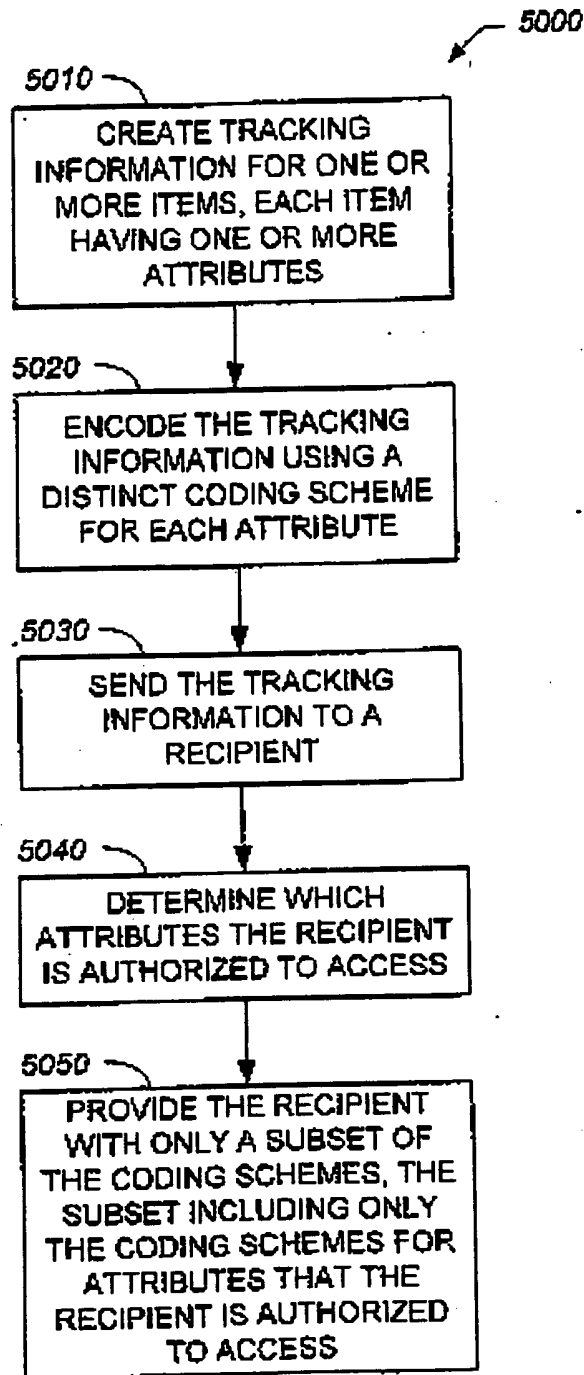 5000
5010
CREATE TRACKING
INFORMATION FOR ONE OR
MORE ITEMS, EACH ITEM
HAVING ONE OR MORE
ATTRIBUTES
5020
ENCODE THE TRACKING
INFORMATION USING A
DISTINCT CODING SCHEME
FOR EACH ATTRIBUTE
5030
SEND THE TRACKING
INFORMATION TO A
RECIPIENT
5040
DETERMINE WHICH
ATTRIBUTES THE RECIPIENT
IS AUTHORIZED TO ACCESS
5050
PROVIDE THE RECIPIENT
WITH ONLY A SUBSET OF
THE CODING SCHEMES, THE
SUBSET INCLUDING ONLY
THE CODING SCHEMES FOR
ATTRIBUTES THAT THE
RECIPIENT IS AUTHORIZED
TO ACCESS